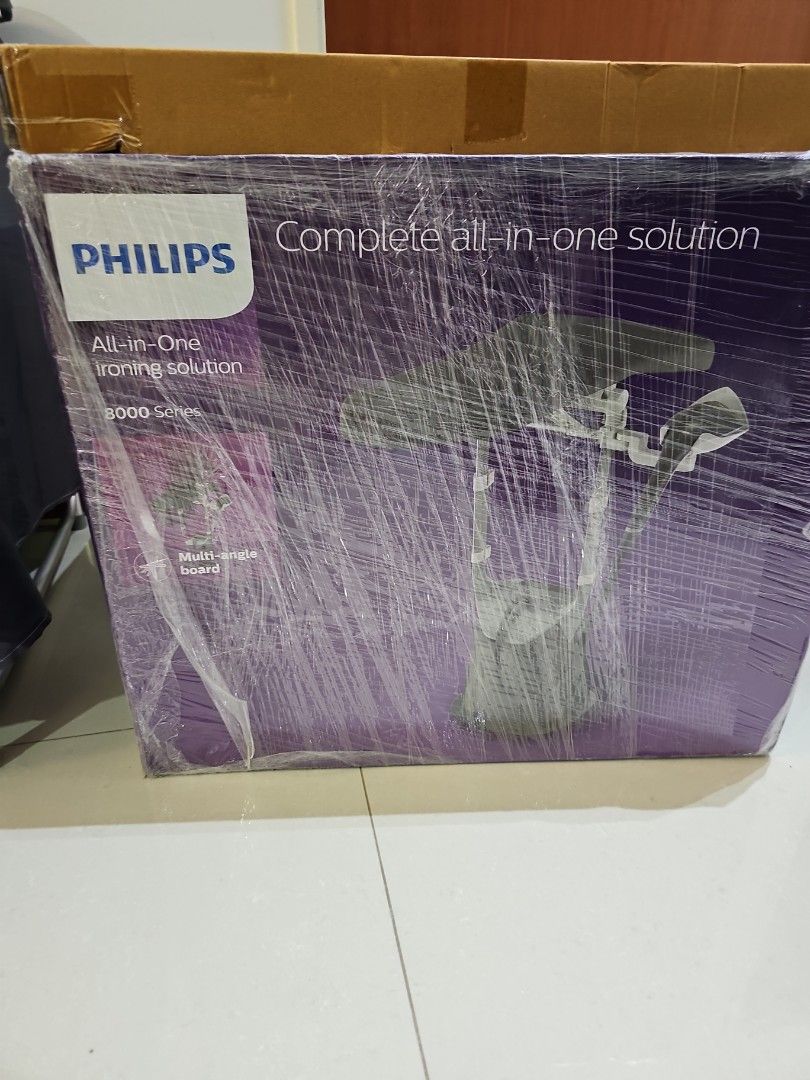 PHILIPS
Complete all-in-one solution
All-in-One
ironing solution
8000 Series
Multi-angle
board